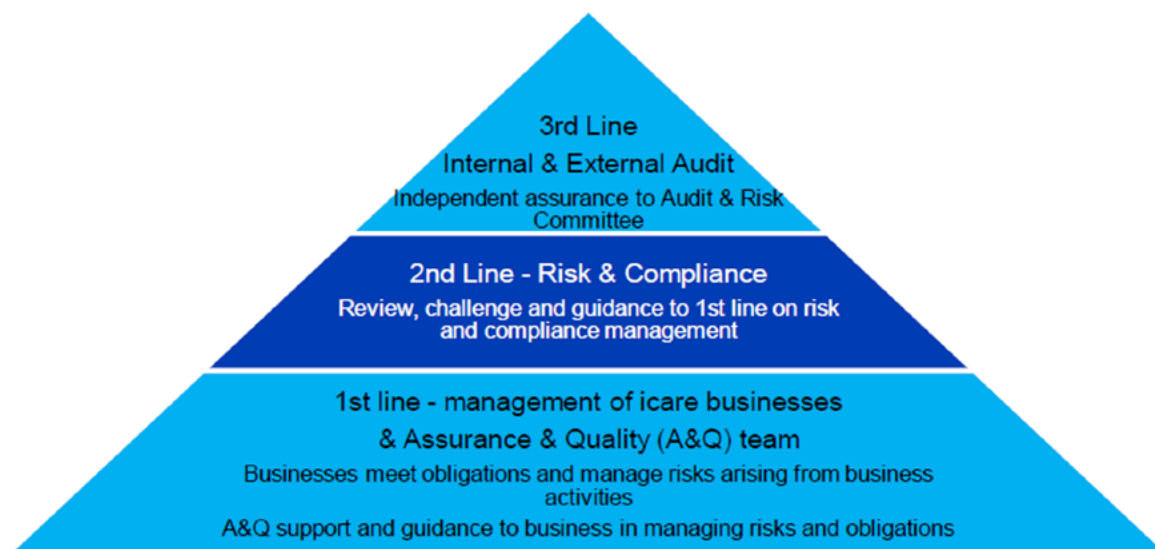 3rd Line
Internal & External Audit
Independent assurance to Audit & Risk
Committee
2nd Line - Risk & Compliance
Review, challenge and guidance to 1st line on risk
and compliance management
1st line - management of icare businesses
& Assurance & Quality (A&Q) team
Businesses meet obligations and manage risks arising from business
activities
A&Q support and guidance to business in managing risks and obligations